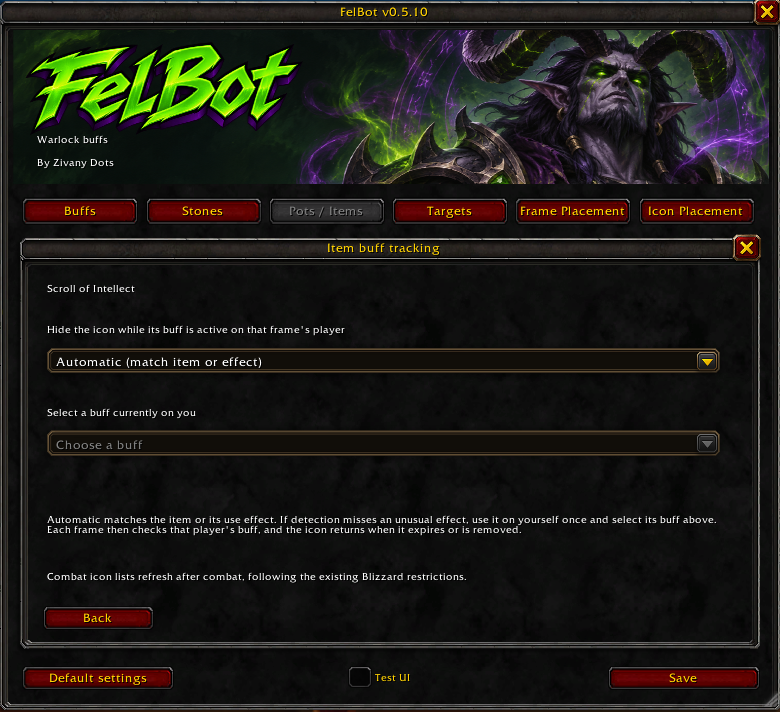 FelBot v0.5.10
FelBot
Warlock buffs
By Zivany Dots
Buffs Stones Pots / Items Targets Frame Placement Icon Placement
Item buff tracking
Scroll of Intellect
Hide the icon while its buff is active on that frame's player
Automatic (match item or effect)
Select a buff currently on you
Choose a buff
Automatic matches the item or its use effect. If detection misses an unusual effect, use it on yourself once and select its buff above.
Each frame then checks that player's buff, and the icon returns when it expires or is removed.
Combat icon lists refresh after combat, following the existing Blizzard restrictions.
Back
Default settings Test UI Save